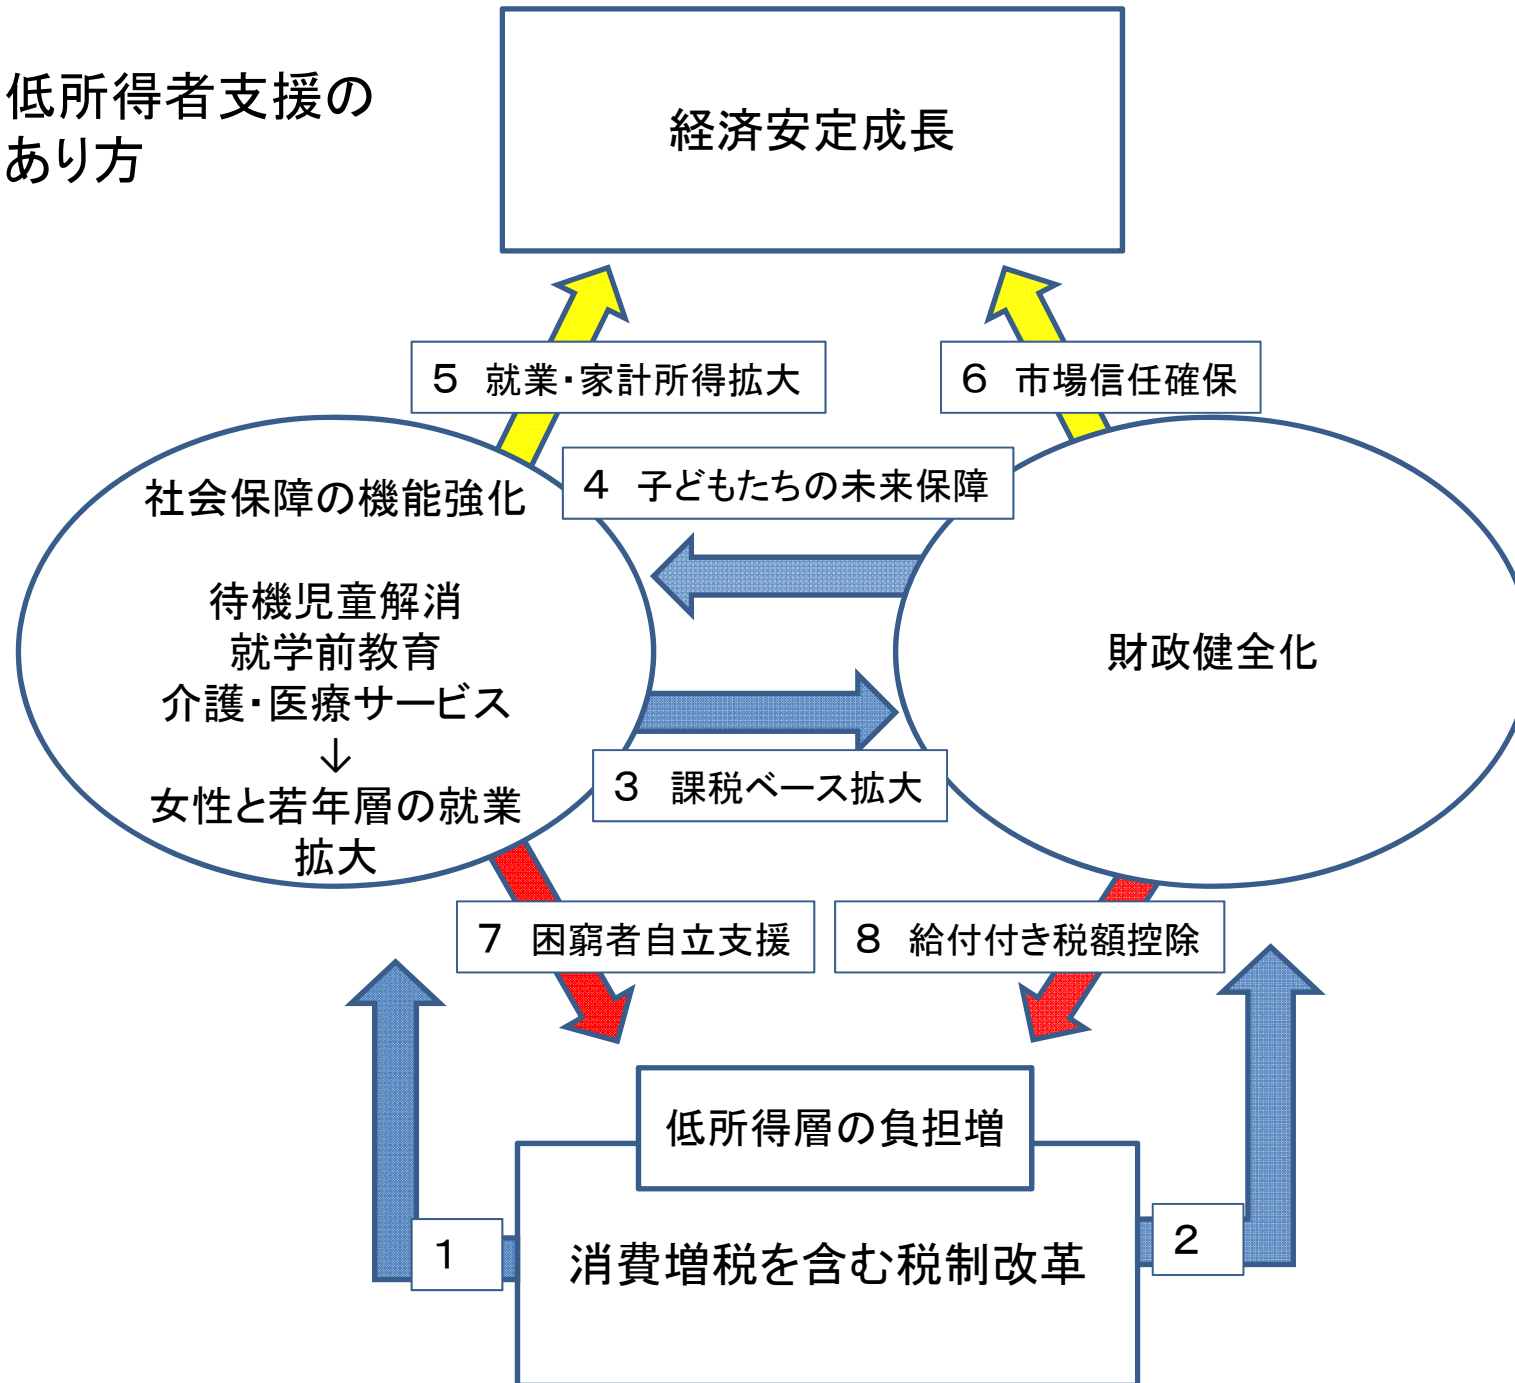 低所得者支援の
あり方
経済安定成長
5　就業・家計所得拡大
6　市場信任確保
4　子どもたちの未来保障
社会保障の機能強化
待機児童解消
就学前教育
介護・医療サービス
↓
女性と若年層の就業
拡大
財政健全化
3　課税ベース拡大
7　困窮者自立支援
8　給付付き税額控除
低所得層の負担増
1
2
消費増税を含む税制改革